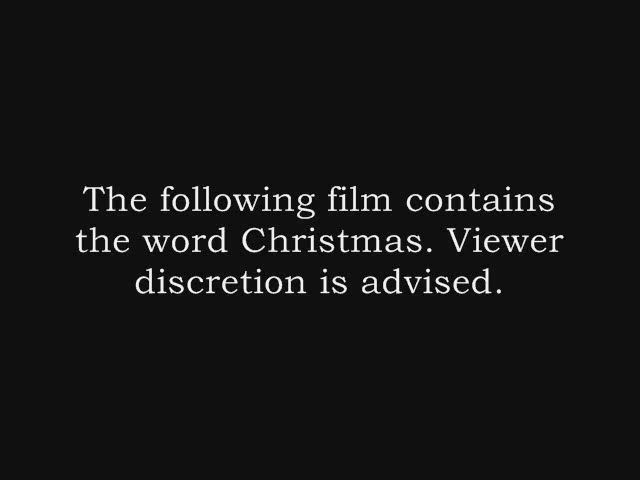 The following film contains
the word Christmas. Viewer
discretion is advised.